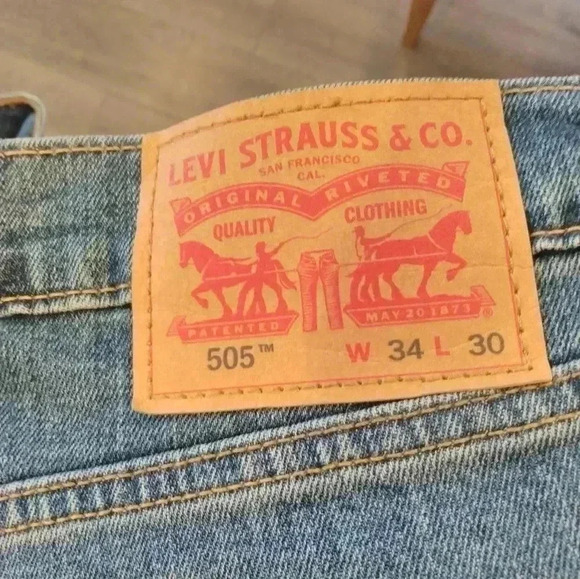 LEVI STRAUSS & CO.
SAN FRANCISCO
CAL.
ORIGINAL RIVETED
QUALITY CLOTHING
PATENTED MAY 20 1873
505™ W 34 L 30